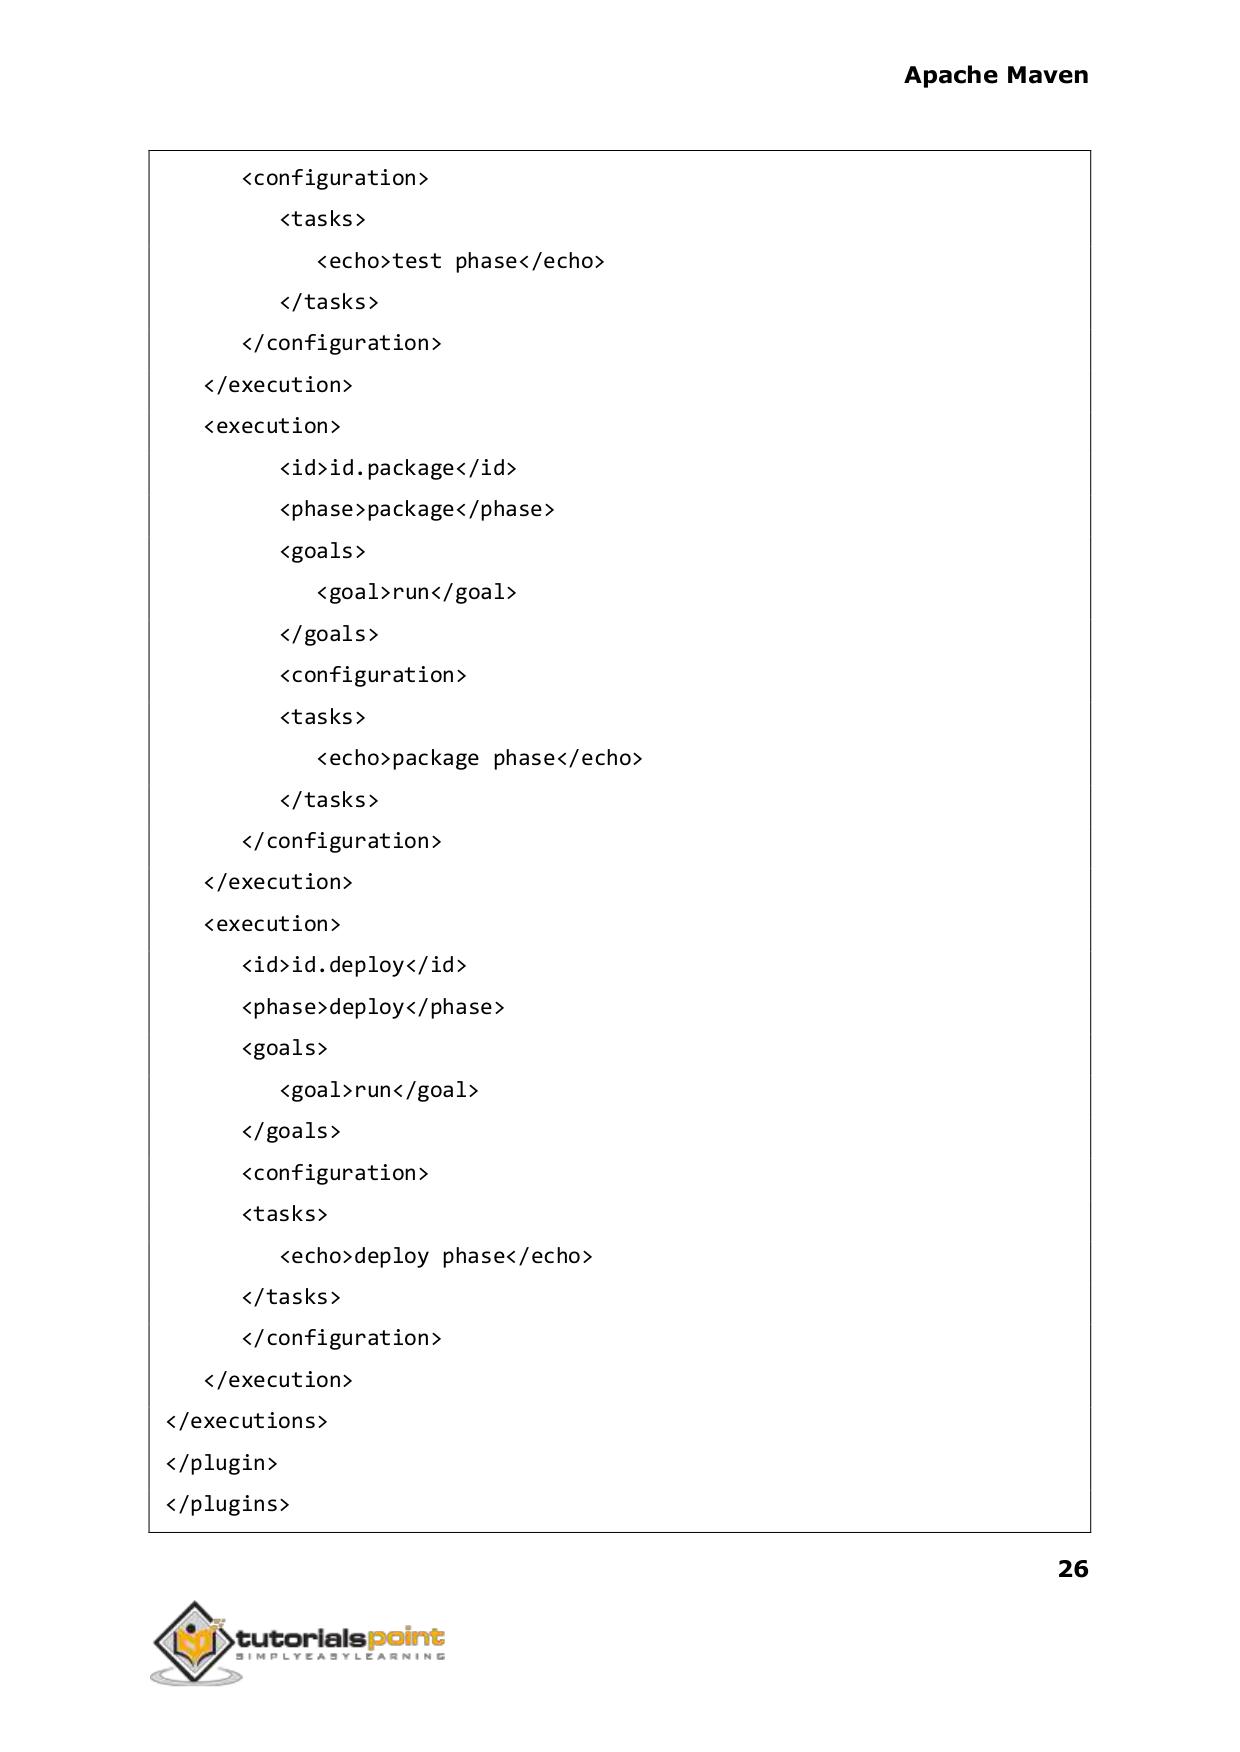 Apache Maven
<configuration>
<tasks>
<echo>test phase</echo>
</tasks>
</configuration>
</execution>
<execution>
<id>id.package</id>
<phase>package</phase>
<goals>
<goal>run</goal>
</goals>
<configuration>
<tasks>
<echo>package phase</echo>
</tasks>
</configuration>
</execution>
<execution>
<id>id.deploy</id>
<phase>deploy</phase>
<goals>
<goal>run</goal>
</goals>
<configuration>
<tasks>
<echo>deploy phase</echo>
</tasks>
</configuration>
</execution>
</executions>
</plugin>
</plugins>
26
tutorialspoint
SIMPLYEASYLEARNING